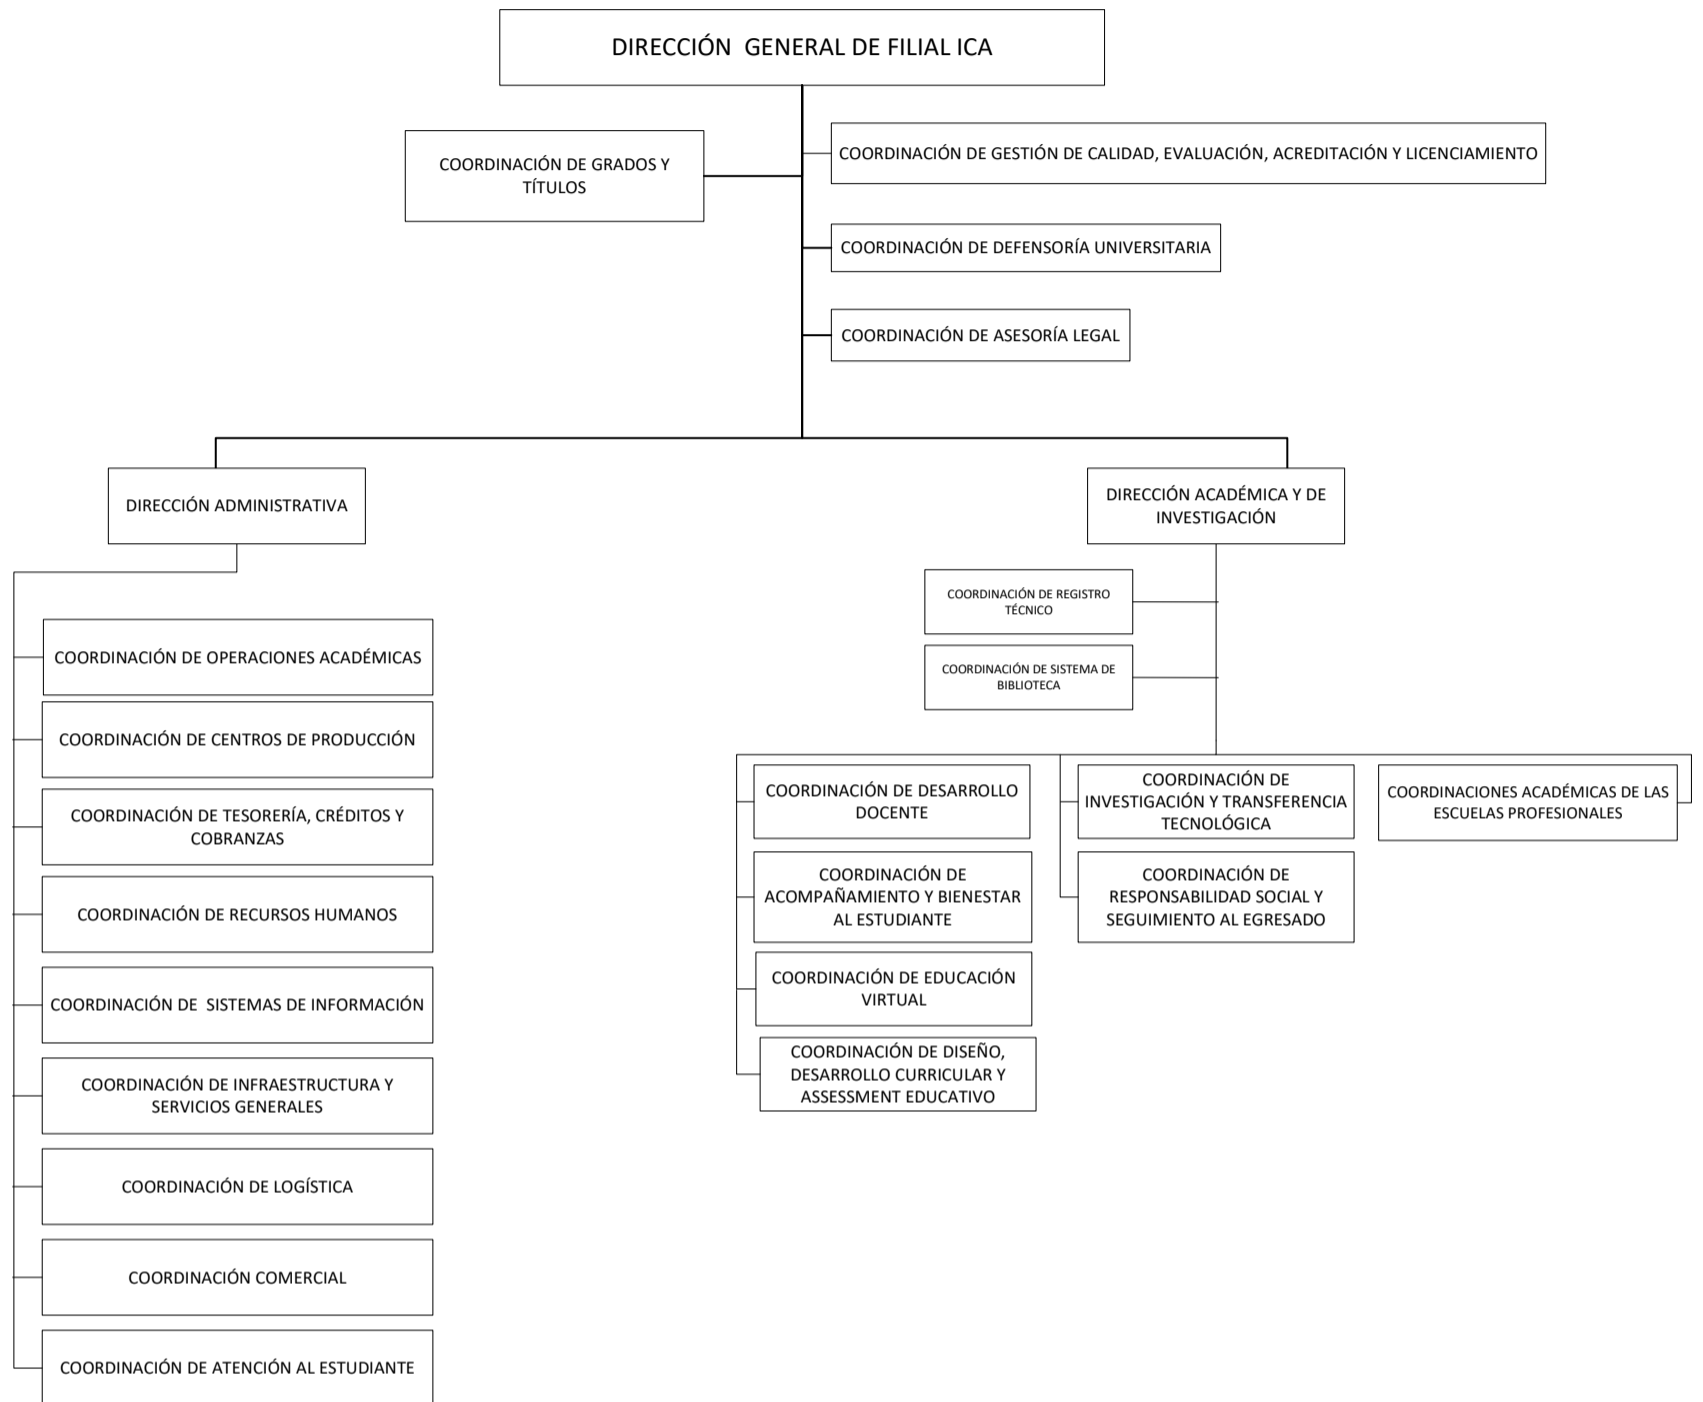 DIRECCIÓN  GENERAL DE FILIAL ICA
COORDINACIÓN DE GRADOS Y
TÍTULOS
COORDINACIÓN DE GESTIÓN DE CALIDAD, EVALUACIÓN, ACREDITACIÓN Y LICENCIAMIENTO
COORDINACIÓN DE DEFENSORÍA UNIVERSITARIA
COORDINACIÓN DE ASESORÍA LEGAL
DIRECCIÓN ADMINISTRATIVA
COORDINACIÓN DE OPERACIONES ACADÉMICAS
COORDINACIÓN DE CENTROS DE PRODUCCIÓN
COORDINACIÓN DE TESORERÍA, CRÉDITOS Y
COBRANZAS
COORDINACIÓN DE RECURSOS HUMANOS
COORDINACIÓN DE  SISTEMAS DE INFORMACIÓN
COORDINACIÓN DE INFRAESTRUCTURA Y
SERVICIOS GENERALES
COORDINACIÓN DE LOGÍSTICA
COORDINACIÓN COMERCIAL
COORDINACIÓN DE ATENCIÓN AL ESTUDIANTE
DIRECCIÓN ACADÉMICA Y DE
INVESTIGACIÓN
COORDINACIÓN DE REGISTRO
TÉCNICO
COORDINACIÓN DE SISTEMA DE
BIBLIOTECA
COORDINACIÓN DE DESARROLLO
DOCENTE
COORDINACIÓN DE
ACOMPAÑAMIENTO Y BIENESTAR
AL ESTUDIANTE
COORDINACIÓN DE EDUCACIÓN
VIRTUAL
COORDINACIÓN DE DISEÑO,
DESARROLLO CURRICULAR Y
ASSESSMENT EDUCATIVO
COORDINACIÓN DE
INVESTIGACIÓN Y TRANSFERENCIA
TECNOLÓGICA
COORDINACIÓN DE
RESPONSABILIDAD SOCIAL Y
SEGUIMIENTO AL EGRESADO
COORDINACIONES ACADÉMICAS DE LAS
ESCUELAS PROFESIONALES